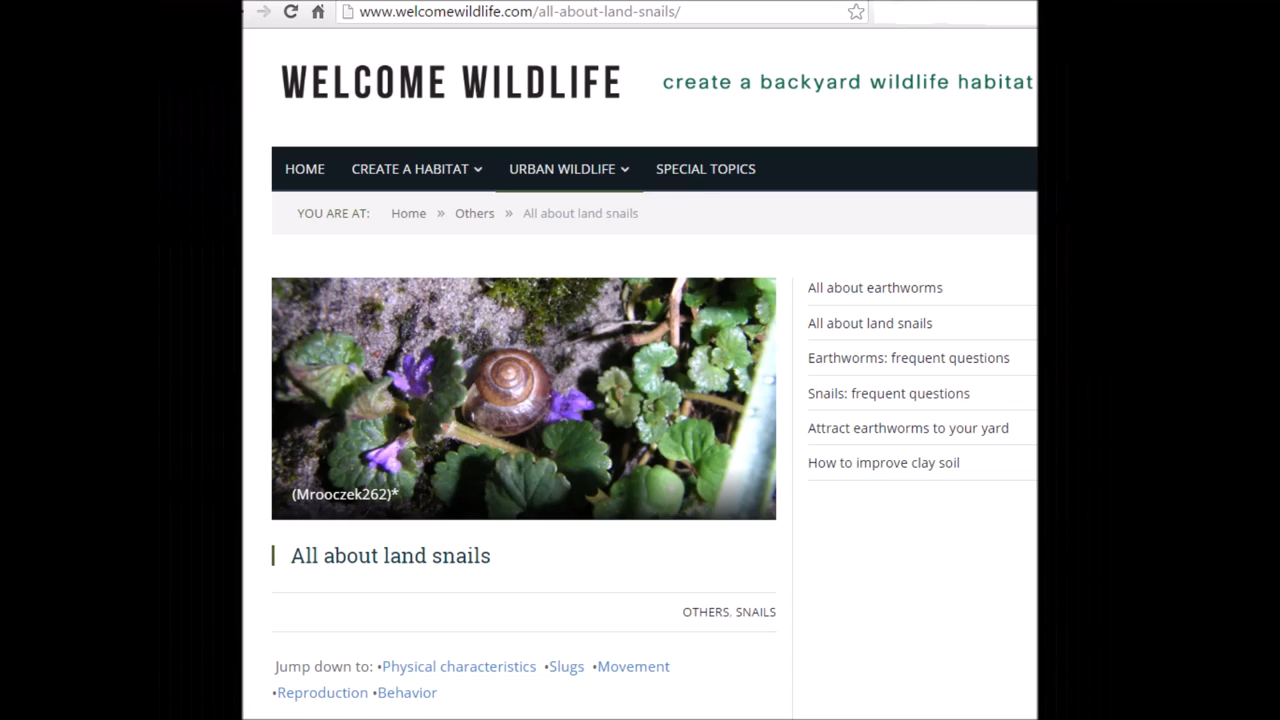 www.welcomewildlife.com/all-about-land-snails/
WELCOME WILDLIFE create a backyard wildlife habitat
HOME CREATE A HABITAT URBAN WILDLIFE SPECIAL TOPICS
YOU ARE AT: Home » Others » All about land snails
(Mrooczek262)*
All about land snails
OTHERS, SNAILS
Jump down to: •Physical characteristics •Slugs •Movement
•Reproduction •Behavior
All about earthworms
All about land snails
Earthworms: frequent questions
Snails: frequent questions
Attract earthworms to your yard
How to improve clay soil